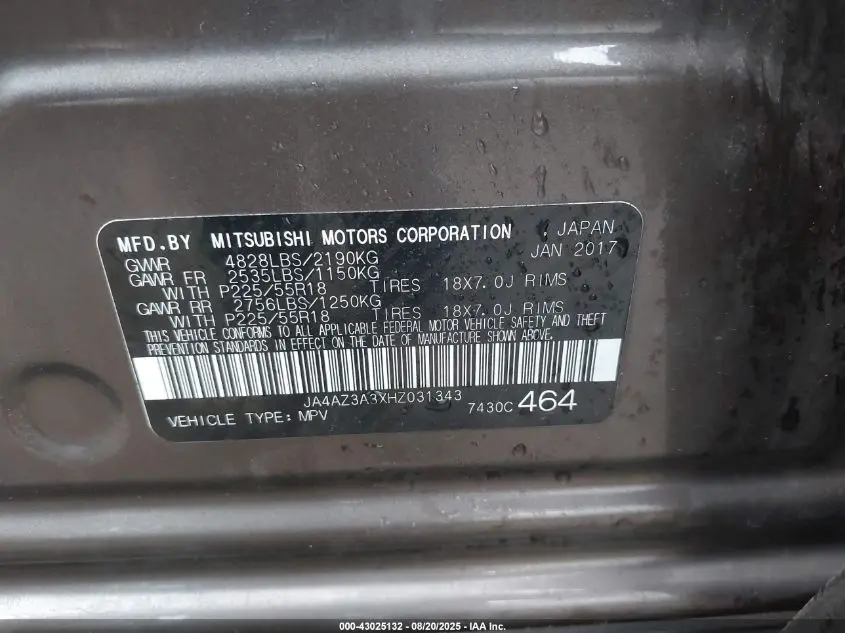 MFD.BY MITSUBISHI MOTORS CORPORATION JAPAN
GVWR 4828LBS/2190KG JAN 2017
GAWR FR 2535LBS/1150KG
WITH P225/55R18 TIRES 18X7.0J RIMS
GAWR RR 2756LBS/1250KG
WITH P225/55R18 TIRES 18X7.0J RIMS
THIS VEHICLE CONFORMS TO ALL APPLICABLE FEDERAL MOTOR VEHICLE SAFETY AND THEFT
PREVENTION STANDARDS IN EFFECT ON THE DATE OF MANUFACTURE SHOWN ABOVE.
JA4AZ3A3XHZ031343
VEHICLE TYPE: MPV 7430C 464
000-43025132 - 08/20/2025 - IAA Inc.